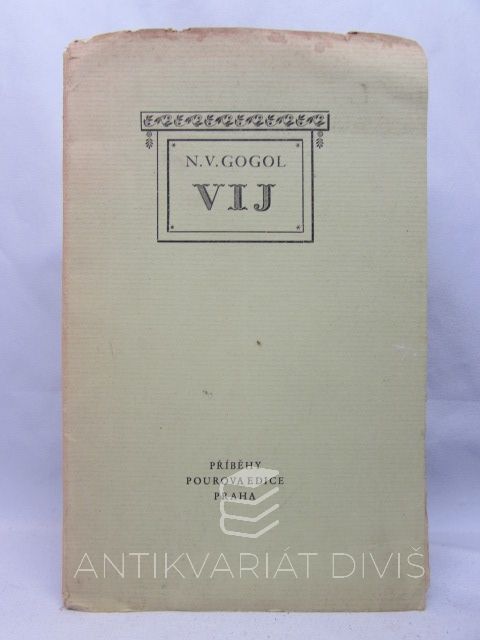 N.V.GOGOL
VIJ
PŘÍBĚHY
POUROVA EDICE
PRAHA
ANTIKVARIÁT DIVIŠ